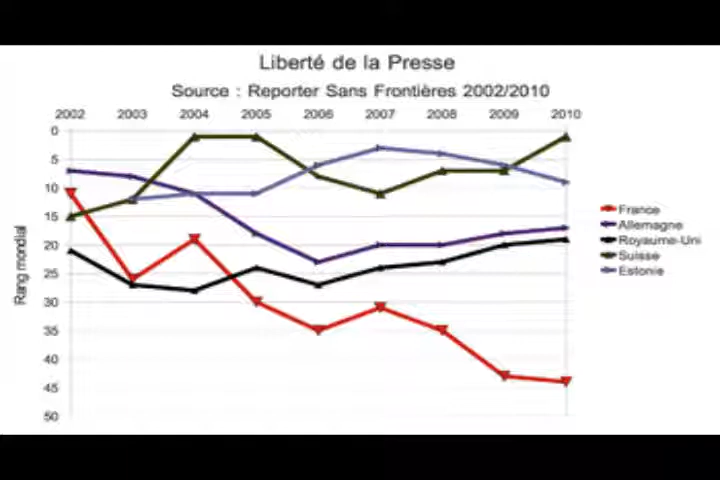 Liberté de la Presse
Source : Reporter Sans Frontières 2002/2010
2002 2003 2004 2005 2006 2007 2008 2009 2010
0
5
10
15
20
25
30
35
40
45
50
Rang mondial
France
Allemagne
Royaume-Uni
Suisse
Estonie